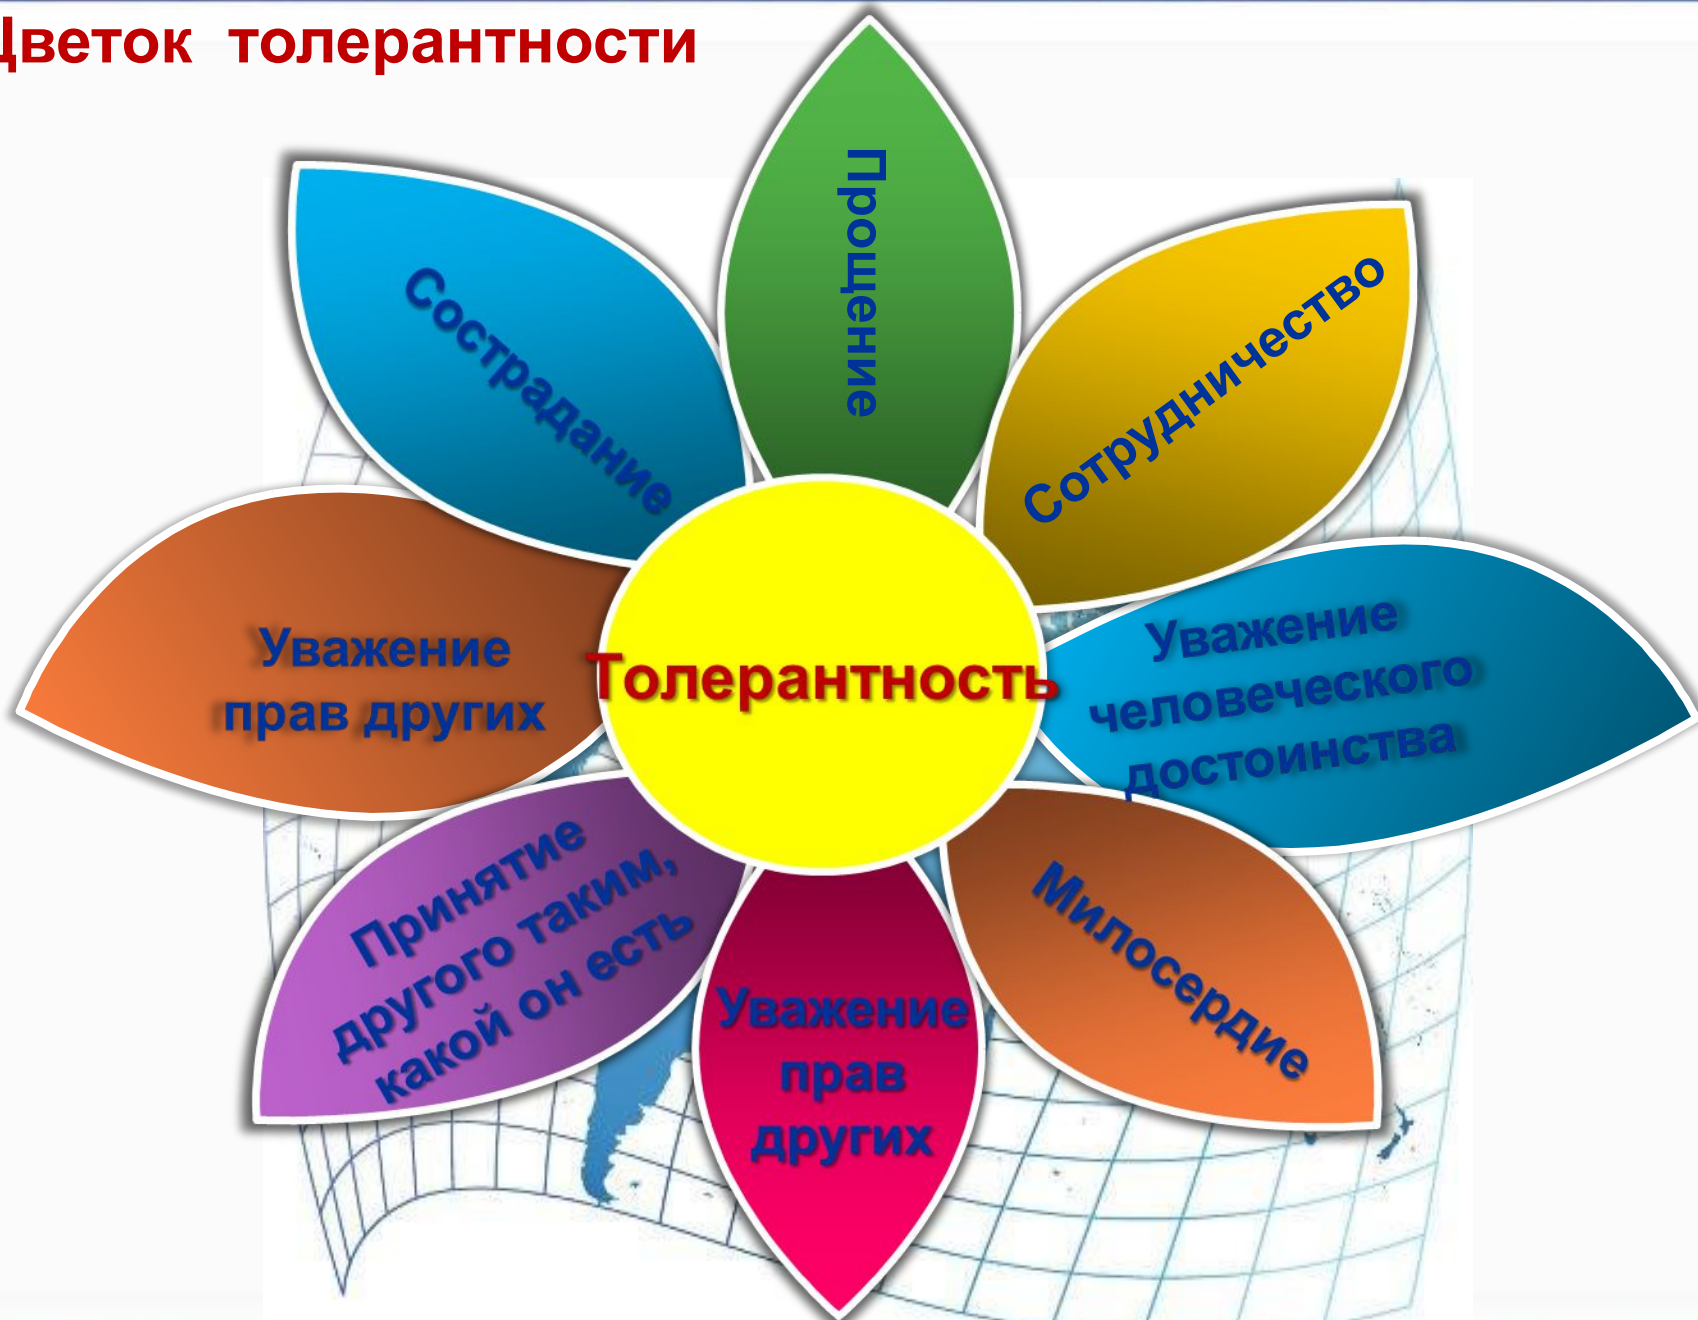 Цветок толерантности
Прощение
Сострадание
Сотрудничество
Уважение
прав других
Толерантность
Уважение
человеческого
достоинства
Принятие
другого таким,
какой он есть
Уважение
прав
других
Милосердие